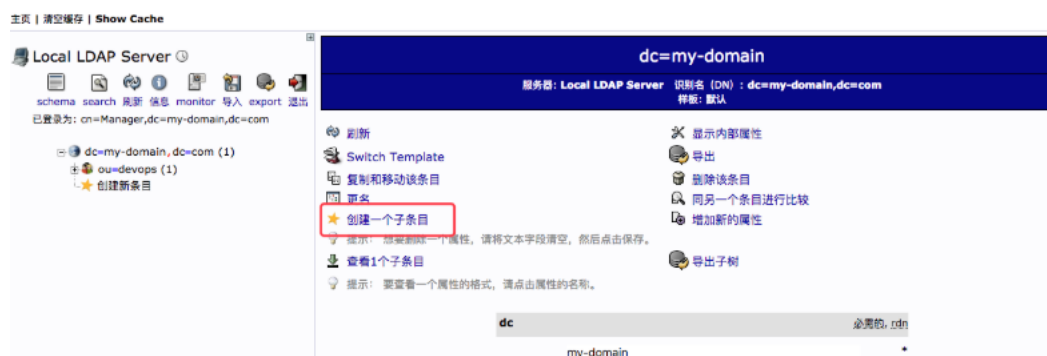 主页 | 清空缓存 | Show Cache
Local LDAP Server
schema search 刷新 信息 monitor 导入 export 退出
已登录为: cn=Manager,dc=my-domain,dc=com
dc=my-domain,dc=com (1)
ou=devops (1)
创建新条目
dc=my-domain
服务器: Local LDAP Server 识别名 (DN) : dc=my-domain,dc=com
样板: 默认
刷新 显示内部属性
Switch Template 导出
复制和移动该条目 删除该条目
更名 同另一个条目进行比较
创建一个子条目 增加新的属性
提示: 想要删除一个属性, 请将文本字段清空, 然后点击保存。
查看1个子条目 导出子树
提示: 要查看一个属性的格式, 请点击属性的名称。
dc 必需的, rdn
my-domain *